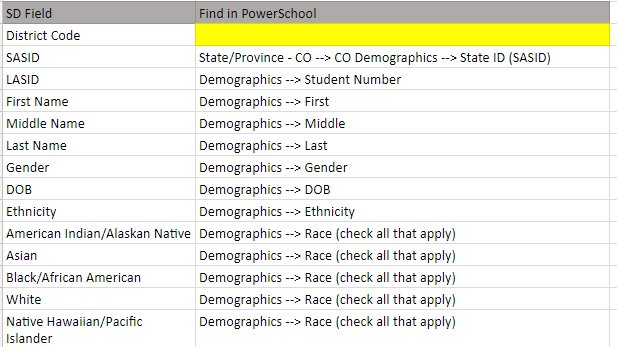 SD Field Find in PowerSchool
District Code
SASID State/Province - CO --> CO Demographics --> State ID (SASID)
LASID Demographics --> Student Number
First Name Demographics --> First
Middle Name Demographics --> Middle
Last Name Demographics --> Last
Gender Demographics --> Gender
DOB Demographics --> DOB
Ethnicity Demographics --> Ethnicity
American Indian/Alaskan Native Demographics --> Race (check all that apply)
Asian Demographics --> Race (check all that apply)
Black/African American Demographics --> Race (check all that apply)
White Demographics --> Race (check all that apply)
Native Hawaiian/Pacific Demographics --> Race (check all that apply)
Islander